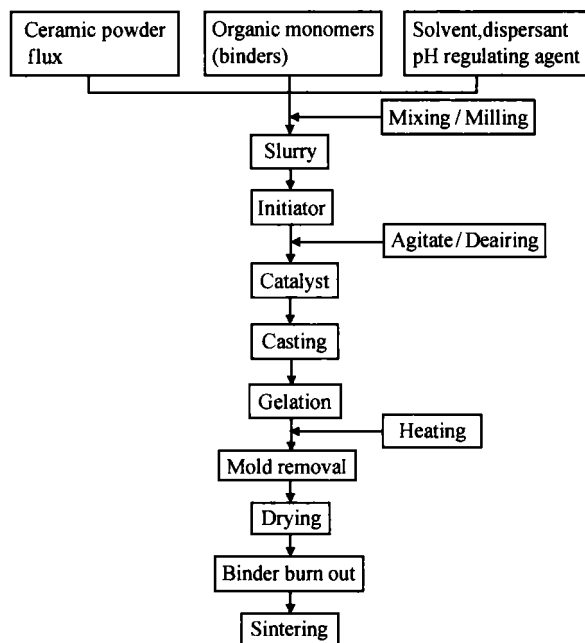 Ceramic powder
flux
Organic monomers
(binders)
Solvent,dispersant
pH regulating agent
Mixing / Milling
Slurry
Initiator
Agitate / Deairing
Catalyst
Casting
Gelation
Heating
Mold removal
Drying
Binder burn out
Sintering